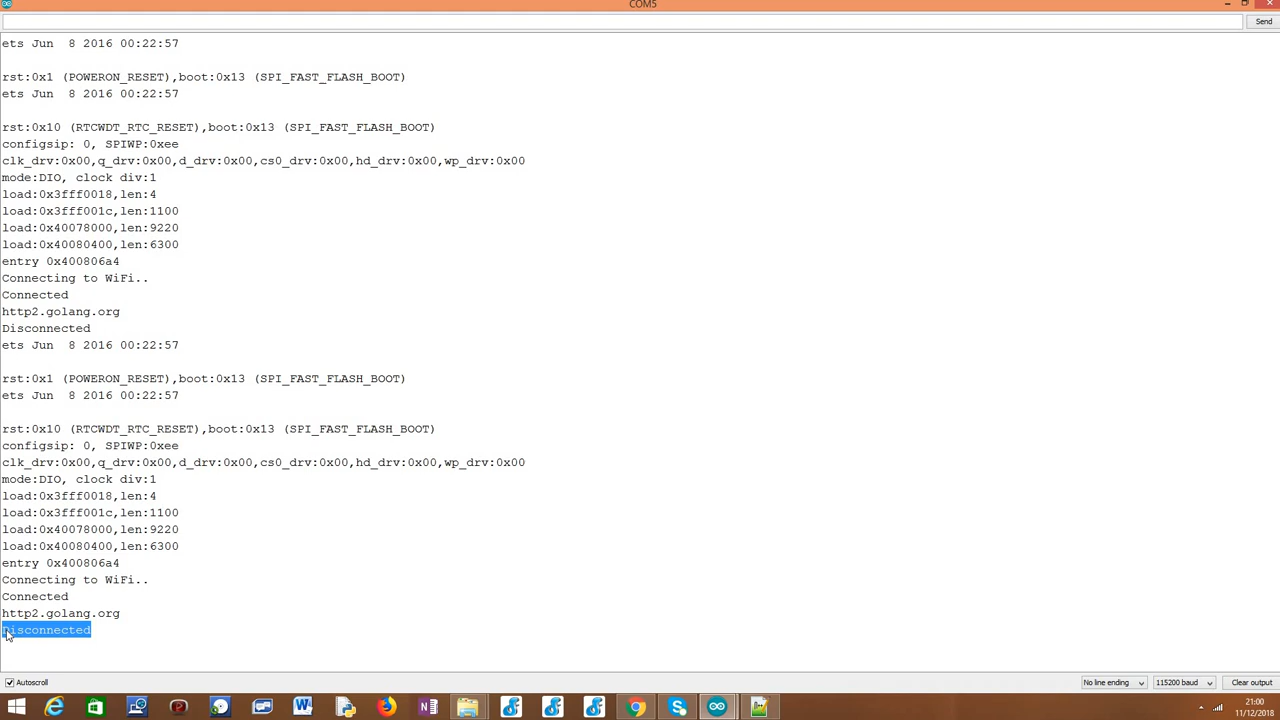 COM5
Send
ets Jun  8 2016 00:22:57
rst:0x1 (POWERON_RESET),boot:0x13 (SPI_FAST_FLASH_BOOT)
ets Jun  8 2016 00:22:57
rst:0x10 (RTCWDT_RTC_RESET),boot:0x13 (SPI_FAST_FLASH_BOOT)
configsip: 0, SPIWP:0xee
clk_drv:0x00,q_drv:0x00,d_drv:0x00,cs0_drv:0x00,hd_drv:0x00,wp_drv:0x00
mode:DIO, clock div:1
load:0x3fff0018,len:4
load:0x3fff001c,len:1100
load:0x40078000,len:9220
load:0x40080400,len:6300
entry 0x400806a4
Connecting to WiFi..
Connected
http2.golang.org
Disconnected
ets Jun  8 2016 00:22:57
rst:0x1 (POWERON_RESET),boot:0x13 (SPI_FAST_FLASH_BOOT)
ets Jun  8 2016 00:22:57
rst:0x10 (RTCWDT_RTC_RESET),boot:0x13 (SPI_FAST_FLASH_BOOT)
configsip: 0, SPIWP:0xee
clk_drv:0x00,q_drv:0x00,d_drv:0x00,cs0_drv:0x00,hd_drv:0x00,wp_drv:0x00
mode:DIO, clock div:1
load:0x3fff0018,len:4
load:0x3fff001c,len:1100
load:0x40078000,len:9220
load:0x40080400,len:6300
entry 0x400806a4
Connecting to WiFi..
Connected
http2.golang.org
Disconnected
Autoscroll
No line ending
115200 baud
Clear output
21:00
11/12/2018